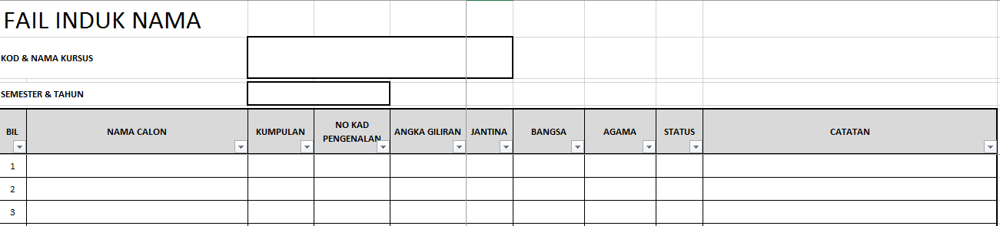 FAIL INDUK NAMA
KOD & NAMA KURSUS
SEMESTER & TAHUN
BIL
NAMA CALON
KUMPULAN
NO KAD
PENGENALAN
ANGKA GILIRAN
JANTINA
BANGSA
AGAMA
STATUS
CATATAN
1
2
3